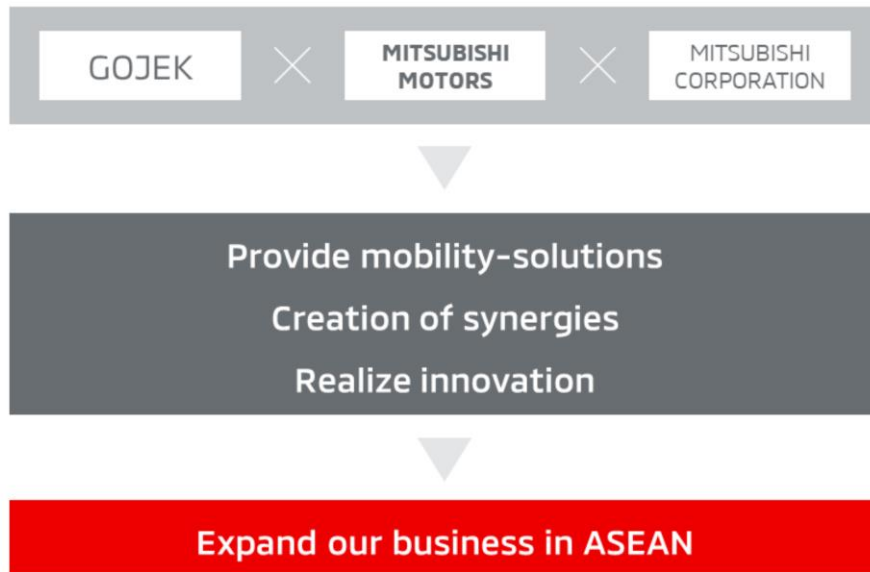 GOJEK
MITSUBISHI
MOTORS
MITSUBISHI
CORPORATION
Provide mobility-solutions
Creation of synergies
Realize innovation
Expand our business in ASEAN